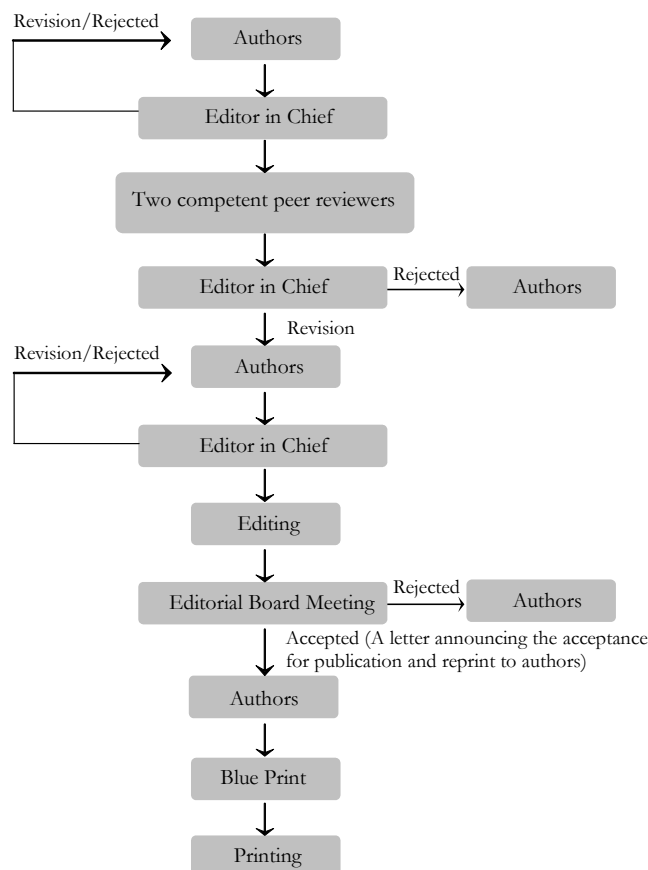 Revision/Rejected
Authors
Editor in Chief
Two competent peer reviewers
Editor in Chief
Rejected
Authors
Revision
Revision/Rejected
Authors
Editor in Chief
Editing
Editorial Board Meeting
Rejected
Authors
Accepted (A letter announcing the acceptance
for publication and reprint to authors)
Authors
Blue Print
Printing